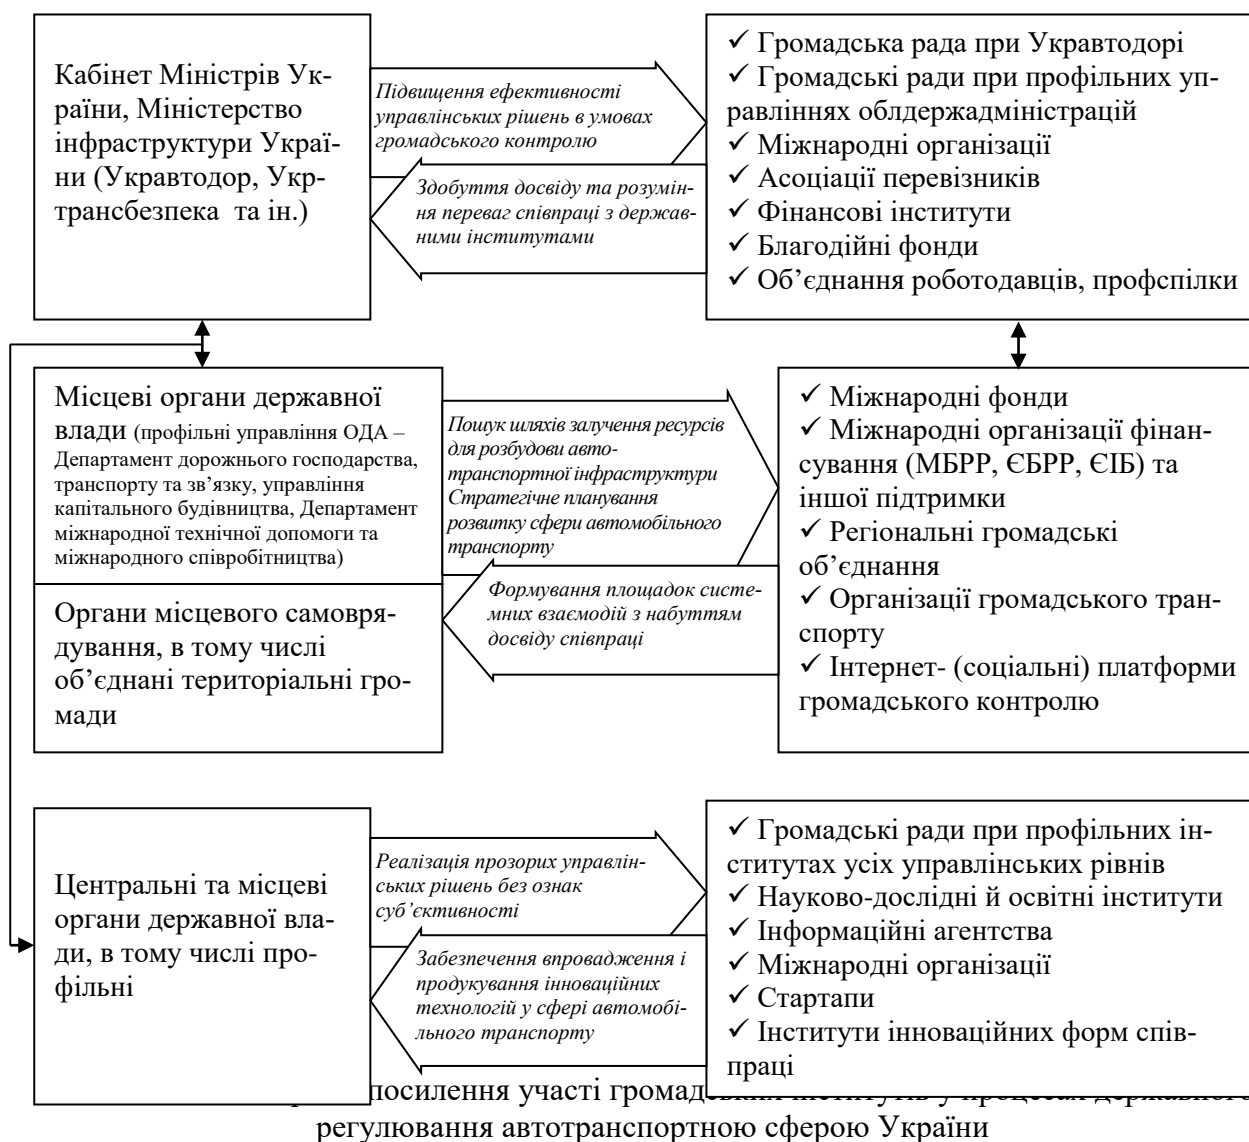 Кабінет Міністрів Ук-
раїни, Міністерство
інфраструктури Украї-
ни (Укравтодор, Укр-
трансбезпека та ін.)
Підвищення ефективності
управлінських рішень в умовах
громадського контролю
Здобуття досвіду та розумін-
ня переваг співпраці з держав-
ними інститутами
✓ Громадська рада при Укравтодорі
✓ Громадські ради при профільних уп-
равліннях облдержадміністрацій
✓ Міжнародні організації
✓ Асоціації перевізників
✓ Фінансові інститути
✓ Благодійні фонди
✓ Об’єднання роботодавців, профспілки
Місцеві органи державної
влади (профільні управління ОДА –
Департамент дорожнього господарства,
транспорту та зв’язку, управління
капітального будівництва, Департамент
міжнародної технічної допомоги та
міжнародного співробітництва)
Органи місцевого самовря-
дування, в тому числі
об’єднані територіальні гро-
мади
Пошук шляхів залучення ресурсів
для розбудови авто-
транспортної інфраструктури
Стратегічне планування
розвитку сфери автомобільного
транспорту
Формування площадок систе-
мних взаємодій з набуттям
досвіду співпраці
✓ Міжнародні фонди
✓ Міжнародні організації фінан-
сування (МБРР, ЄБРР, ЄІБ) та
іншої підтримки
✓ Регіональні громадські
об’єднання
✓ Організації громадського тран-
спорту
✓ Інтернет- (соціальні) платформи
громадського контролю
Центральні та місцеві
органи державної вла-
ди, в тому числі про-
фільні
Реалізація прозорих управлін-
ських рішень без ознак
суб’єктивності
Забезпечення впровадження і
продукування інноваційних
технологій у сфері автомобі-
льного транспорту
✓ Громадські ради при профільних ін-
ститутах усіх управлінських рівнів
✓ Науково-дослідні й освітні інститути
✓ Інформаційні агентства
✓ Міжнародні організації
✓ Стартапи
✓ Інститути інноваційних форм спів-
праці
посилення участі громадських інститутів у процесах державного
регулювання автотранспортною сферою України